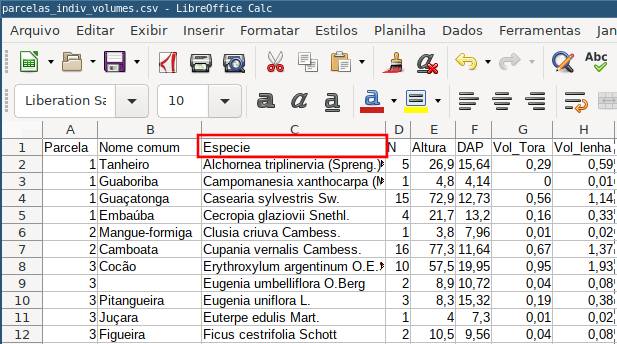 parcelas_indiv_volumes.csv - LibreOffice Calc
Arquivo Editar Exibir Inserir Formatar Estilos Planilha Dados Ferramentas Jan
Abc
Liberation Sa 10
a a a a
A B C D E F G H
1 Parcela Nome comum Especie N Altura DAP Vol_Tora Vol_lenha
2 1 Tanheiro Alchornea triplinervia (Spreng.) 5 26,9 15,64 0,29 0,59
3 1 Guaboriba Campomanesia xanthocarpa (M 1 4,8 4,14 0 0,01
4 1 Guaçatonga Casearia sylvestris Sw. 15 72,9 12,73 0,56 1,14
5 1 Embaúba Cecropia glaziovii Snethl. 4 21,7 13,2 0,16 0,33
6 2 Mangue-formiga Clusia criuva Cambess. 1 3,8 7,96 0,01 0,02
7 2 Camboata Cupania vernalis Cambess. 16 77,3 11,64 0,67 1,37
8 3 Cocão Erythroxylum argentinum O.E. 10 57,5 19,95 0,95 1,93
9 3 Eugenia umbelliflora O.Berg 2 8,9 10,72 0,04 0,08
10 3 Pitangueira Eugenia uniflora L. 3 8,3 15,32 0,19 0,38
11 3 Juçara Euterpe edulis Mart. 1 4 7,3 0,01 0,02
12 3 Figueira Ficus cestrifolia Schott 2 10,5 9,56 0,04 0,08